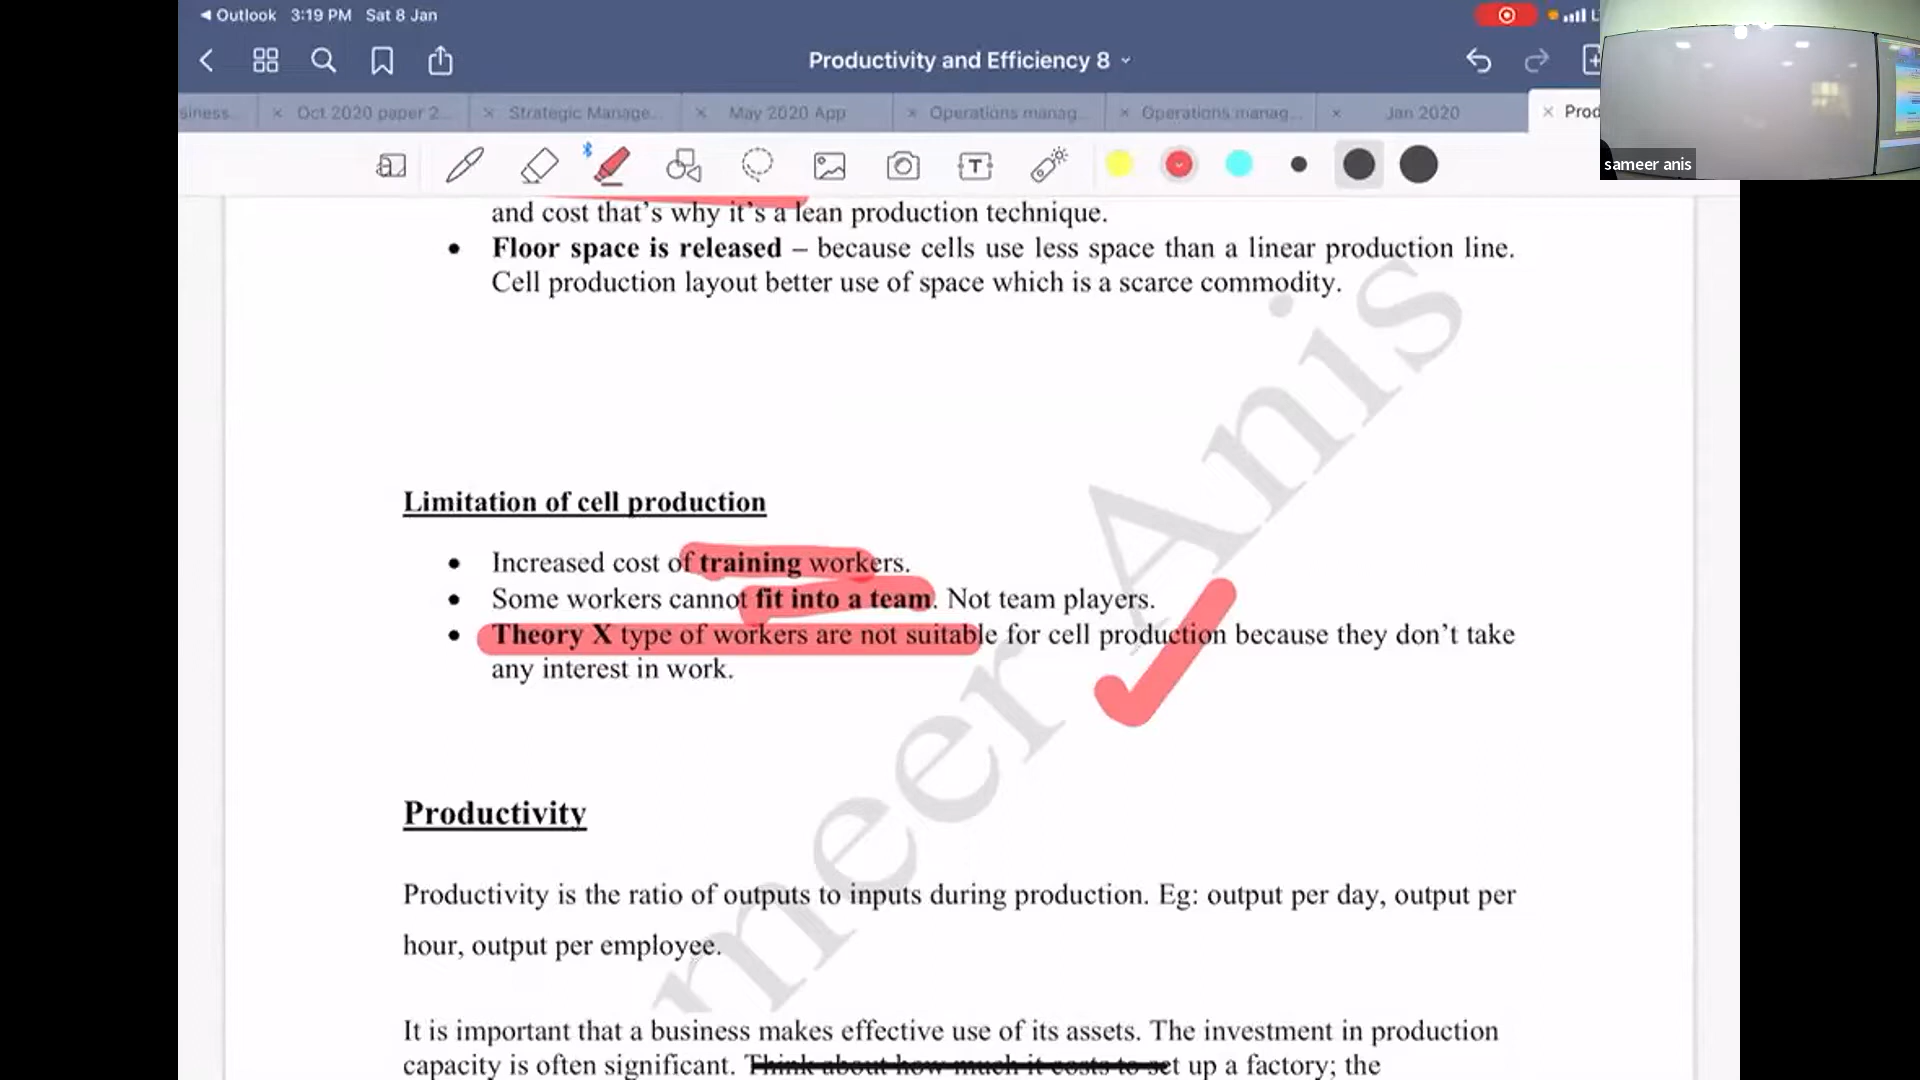 Outlook 3:19 PM Sat 8 Jan
Productivity and Efficiency 8
siness. × Oct 2020 paper 2... × Strategic Manage... × May 2020 App × Operations manag... × Operations manag... × Jan 2020 × Prod
sameer anis
and cost that's why it's a lean production technique.
• Floor space is released – because cells use less space than a linear production line.
Cell production layout better use of space which is a scarce commodity.
Limitation of cell production
• Increased cost of training workers.
• Some workers cannot fit into a team. Not team players.
• Theory X type of workers are not suitable for cell production because they don't take
any interest in work.
Productivity
Productivity is the ratio of outputs to inputs during production. Eg: output per day, output per
hour, output per employee.
It is important that a business makes effective use of its assets. The investment in production
capacity is often significant. Think about how much it costs to set up a factory; the
meer Anis